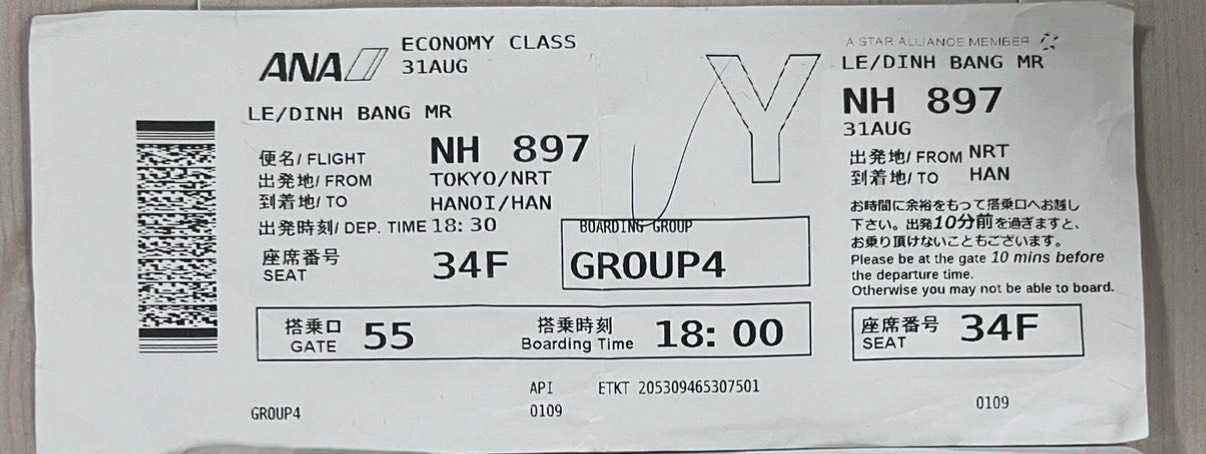 ANA
ECONOMY CLASS
31AUG
LE/DINH BANG MR
便名/ FLIGHT NH 897
出発地/ FROM TOKYO/NRT
到着地/ TO HANOI/HAN
出発時刻/ DEP. TIME 18: 30
座席番号
SEAT 34F
Y
BOARDING GROUP
GROUP4
搭乗口
GATE 55
搭乗時刻
Boarding Time 18: 00
API ETKT 205309465307501
0109
GROUP4
A STAR ALLIANCE MEMBER
LE/DINH BANG MR
NH 897
31AUG
出発地/ FROM NRT
到着地/ TO HAN
お時間に余裕をもって搭乗口へお越し
下さい。出発10分前を過ぎますと、
お乗り頂けないこともございます。
Please be at the gate 10 mins before
the departure time.
Otherwise you may not be able to board.
座席番号
SEAT 34F
0109